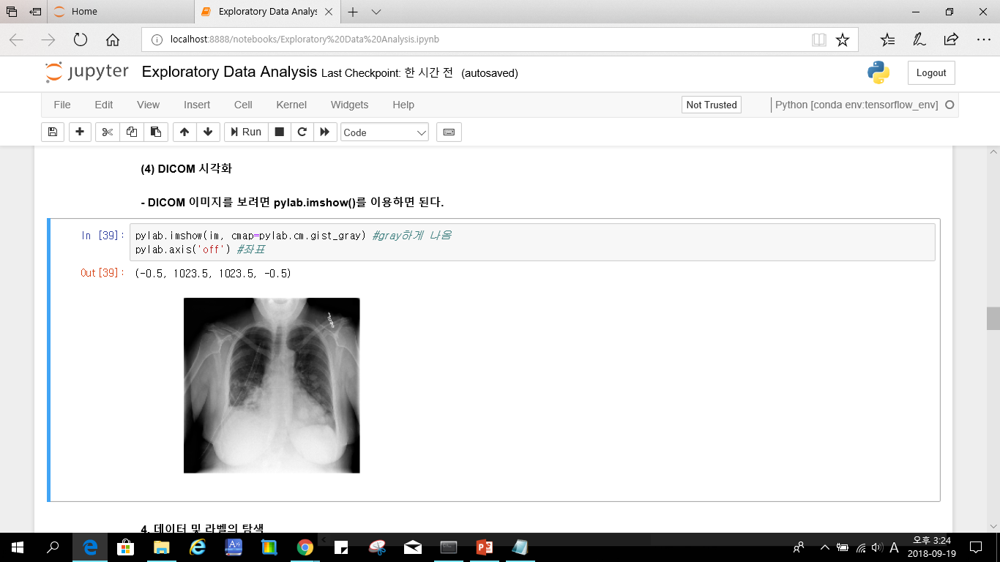 Home
Exploratory Data Analys
localhost:8888/notebooks/Exploratory%20Data%20Analysis.ipynb
jupyter Exploratory Data Analysis Last Checkpoint: 한 시간 전 (autosaved)
Logout
File Edit View Insert Cell Kernel Widgets Help
Not Trusted
Python [conda env:tensorflow_env]
Run
Code
(4) DICOM 시각화
- DICOM 이미지를 보려면 pylab.imshow()를 이용하면 된다.
In [39]: pylab.imshow(im, cmap=pylab.cm.gist_gray) #gray하게 나옴
pylab.axis('off') #좌표
Out[39]: (-0.5, 1023.5, 1023.5, -0.5)
4. 데이터 및 라벨의 탐색
A
오후 3:24
2018-09-19